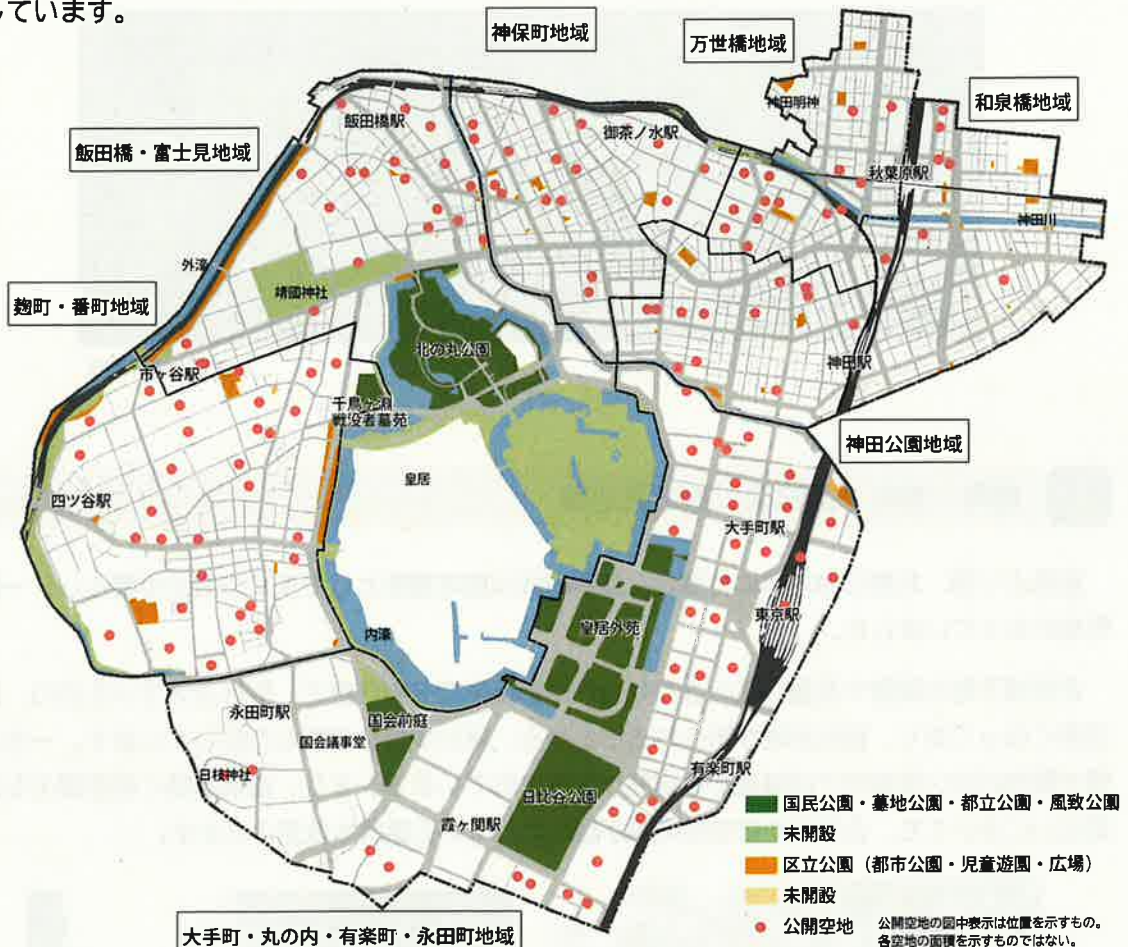 しています。
神保町地域
万世橋地域
和泉橋地域
飯田橋・富士見地域
麴町・番町地域
神田公園地域
大手町・丸の内・有楽町・永田町地域
飯田橋駅
御茶ノ水駅
神田明神
秋葉原駅
神田川
外濠
靖國神社
市ヶ谷駅
北の丸公園
千鳥ヶ淵
戦没者墓苑
神田駅
皇居
四ツ谷駅
大手町駅
東京駅
皇居外苑
内濠
永田町駅
国会前庭
国会議事堂
日枝神社
有楽町駅
日比谷公園
霞ヶ関駅
国民公園・墓地公園・都立公園・風致公園
未開設
区立公園（都市公園・児童遊園・広場）
未開設
公開空地
公開空地の図中表示は位置を示すもの。
各空地の面積を示すものではない。